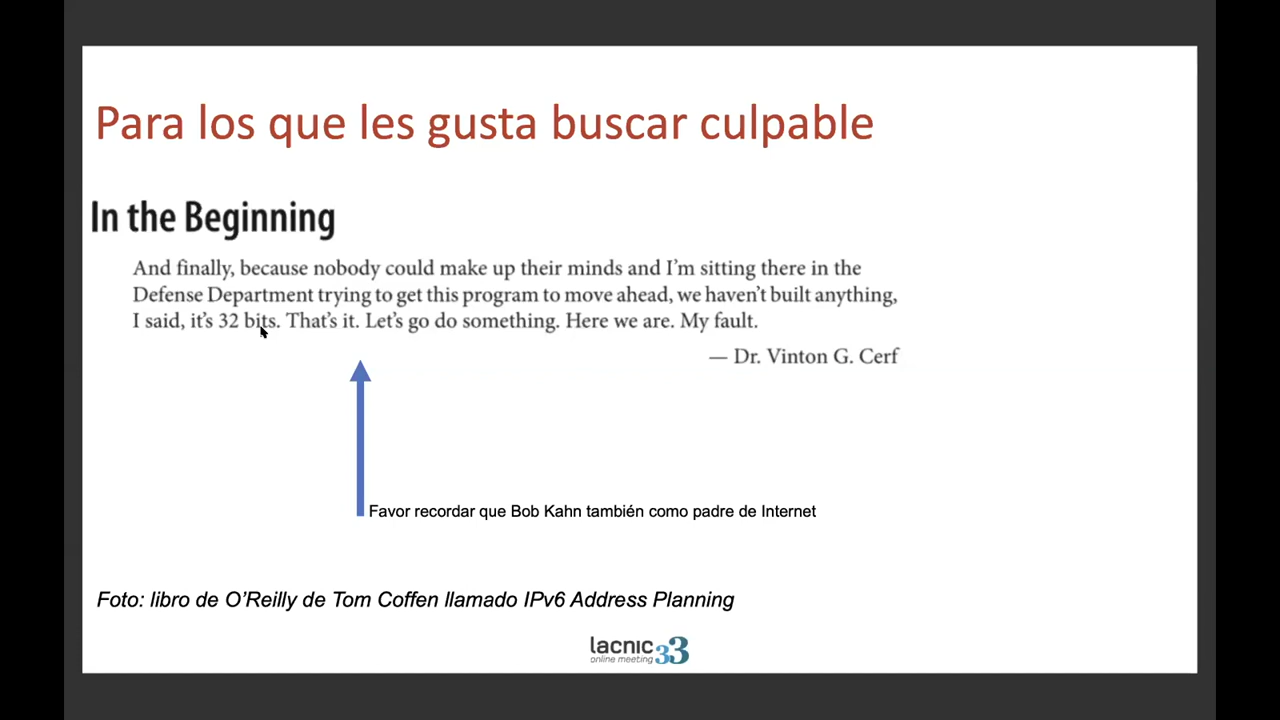 Para los que les gusta buscar culpable
In the Beginning
And finally, because nobody could make up their minds and I'm sitting there in the
Defense Department trying to get this program to move ahead, we haven't built anything,
I said, it's 32 bits. That's it. Let's go do something. Here we are. My fault.
— Dr. Vinton G. Cerf
Favor recordar que Bob Kahn también como padre de Internet
Foto: libro de O'Reilly de Tom Coffen llamado IPv6 Address Planning
lacnic 33
online meeting